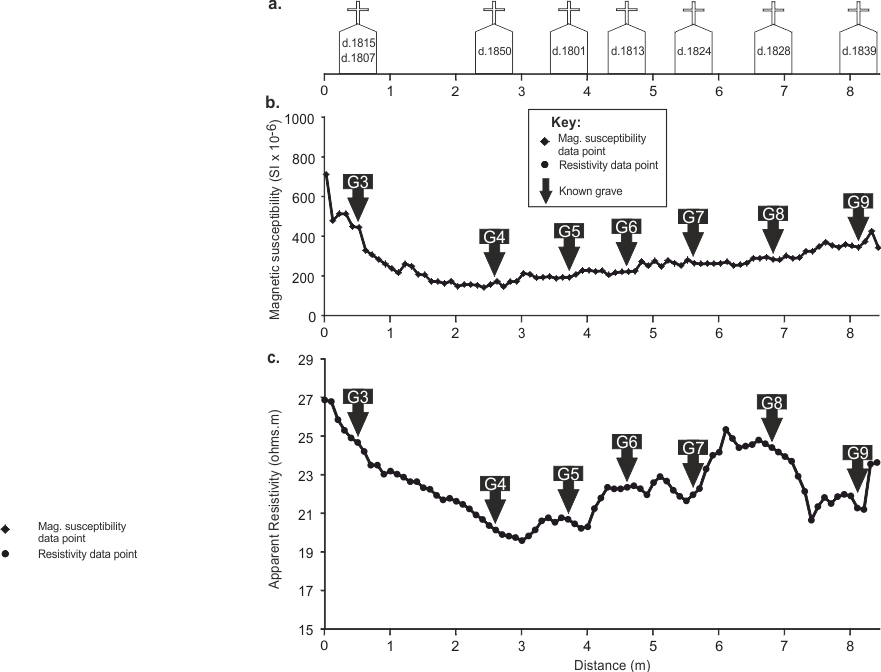 a.
d.1815
d.1807
d.1850
d.1801
d.1813
d.1824
d.1828
d.1839
0 1 2 3 4 5 6 7 8
b.
Magnetic susceptibility (SI x 10-6)
1000
800
600
400
200
0
Key:
Mag. susceptibility
data point
Resistivity data point
Known grave
G3
G4
G5
G6
G7
G8
G9
0 1 2 3 4 5 6 7 8
c.
Apparent Resistivity (ohms.m)
29
27
25
23
21
19
17
15
G3
G4
G5
G6
G7
G8
G9
0 1 2 3 4 5 6 7 8
Distance (m)
Mag. susceptibility
data point
Resistivity data point